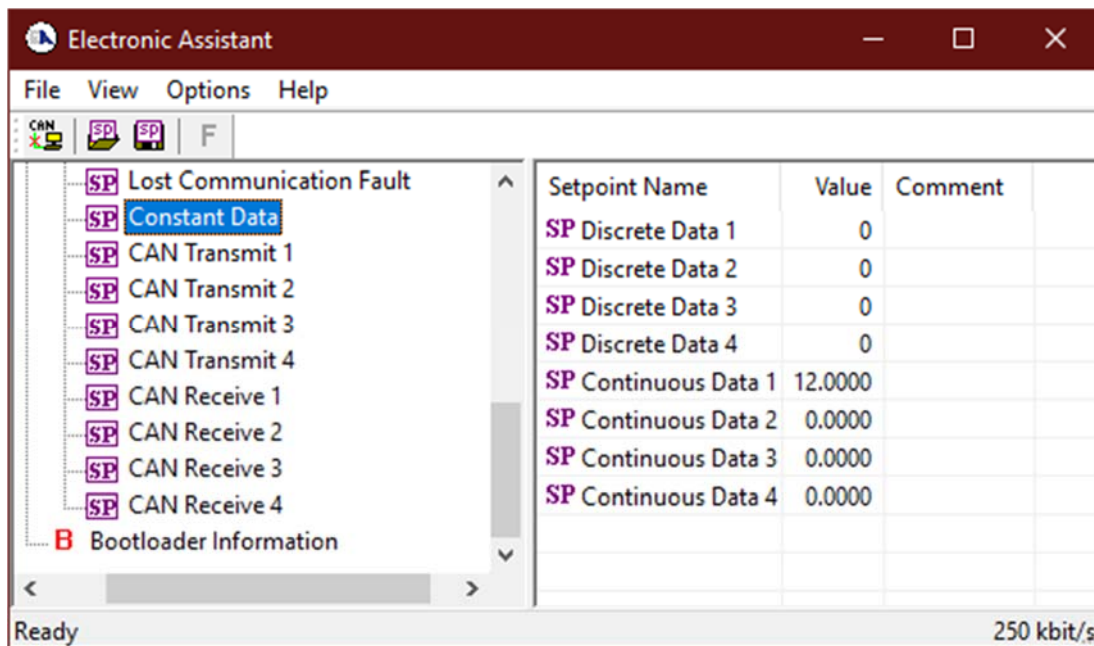 Electronic Assistant
File View Options Help
CAN SP SP F
SP Lost Communication Fault
SP Constant Data
SP CAN Transmit 1
SP CAN Transmit 2
SP CAN Transmit 3
SP CAN Transmit 4
SP CAN Receive 1
SP CAN Receive 2
SP CAN Receive 3
SP CAN Receive 4
B Bootloader Information
Setpoint Name Value Comment
SP Discrete Data 1 0
SP Discrete Data 2 0
SP Discrete Data 3 0
SP Discrete Data 4 0
SP Continuous Data 1 12.0000
SP Continuous Data 2 0.0000
SP Continuous Data 3 0.0000
SP Continuous Data 4 0.0000
Ready 250 kbit/s